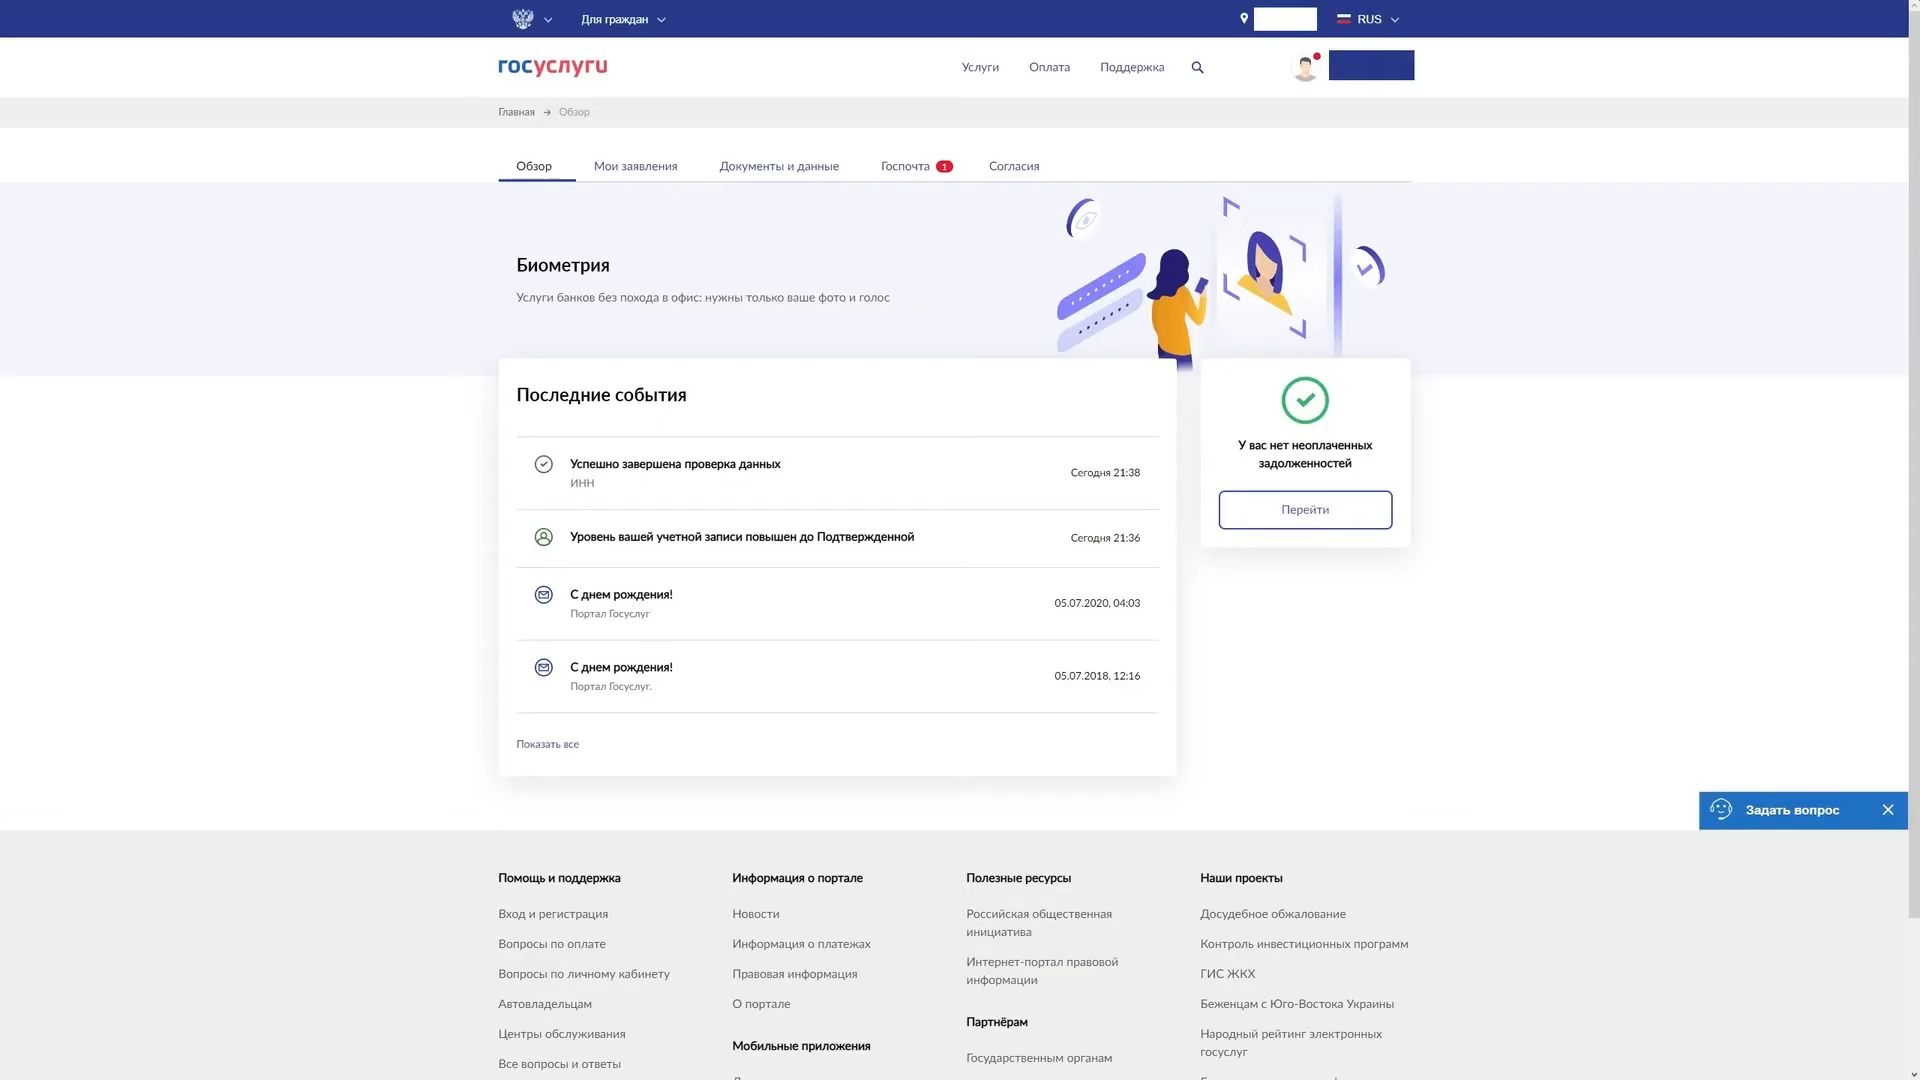 Для граждан
RUS
госуслуги
Услуги
Оплата
Поддержка
Главная → Обзор
Обзор
Мои заявления
Документы и данные
Госпочта 1
Согласия
Биометрия
Услуги банков без похода в офис: нужны только ваше фото и голос
Последние события
Успешно завершена проверка данных
ИНН
Сегодня 21:38
Уровень вашей учетной записи повышен до Подтвержденной
Сегодня 21:36
С днем рождения!
Портал Госуслуг
05.07.2020, 04:03
С днем рождения!
Портал Госуслуг.
05.07.2018, 12:16
Показать все
У вас нет неоплаченных
задолженностей
Перейти
Задать вопрос
Помощь и поддержка
Вход и регистрация
Вопросы по оплате
Вопросы по личному кабинету
Автовладельцам
Центры обслуживания
Все вопросы и ответы
Информация о портале
Новости
Информация о платежах
Правовая информация
О портале
Мобильные приложения
Полезные ресурсы
Российская общественная
инициатива
Интернет-портал правовой
информации
Партнёрам
Государственным органам
Наши проекты
Досудебное обжалование
Контроль инвестиционных программ
ГИС ЖКХ
Беженцам с Юго-Востока Украины
Народный рейтинг электронных
госуслуг